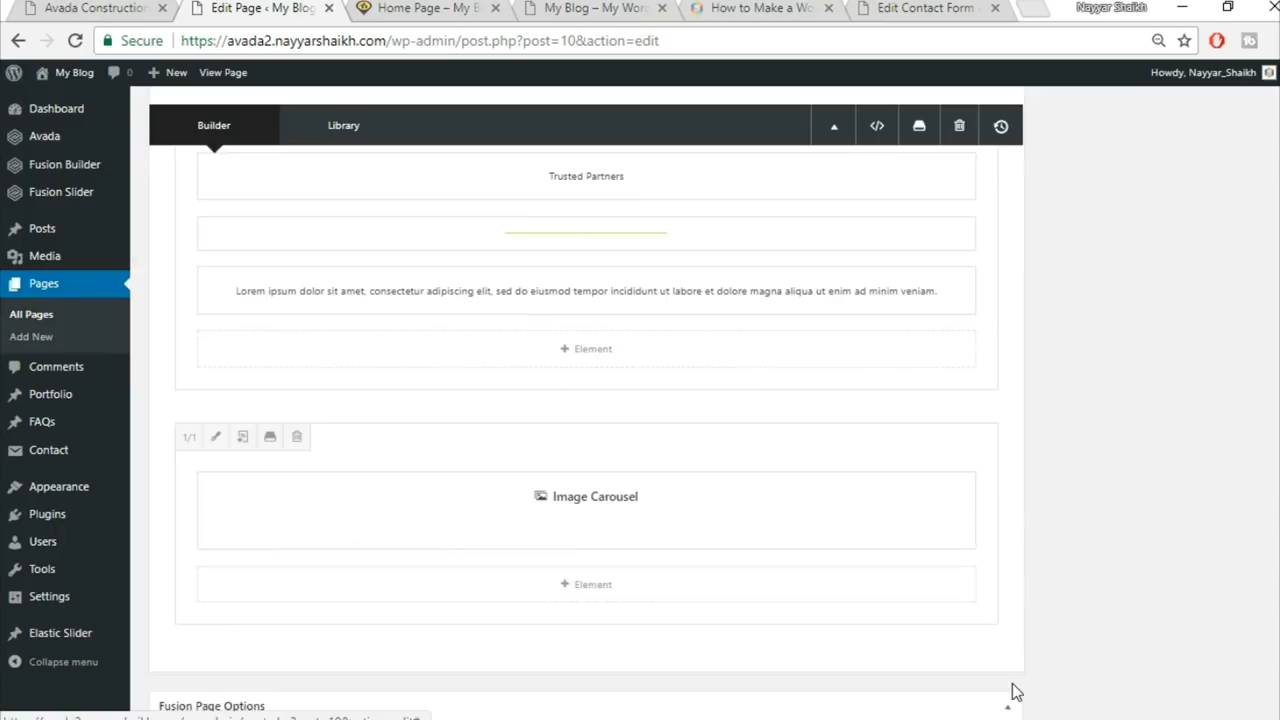 Avada Construction
Edit Page ‹ My Blog
Home Page – My B
My Blog – My Wor
How to Make a Wo
Edit Contact Form
Nayyar Shaikh
Secure
https://avada2.nayyarshaikh.com/wp-admin/post.php?post=10&action=edit
My Blog
0
New
View Page
Howdy, Nayyar_Shaikh
Dashboard
Avada
Fusion Builder
Fusion Slider
Posts
Media
Pages
All Pages
Add New
Comments
Portfolio
FAQs
Contact
Appearance
Plugins
Users
Tools
Settings
Elastic Slider
Collapse menu
Builder
Library
Trusted Partners
Lorem ipsum dolor sit amet, consectetur adipiscing elit, sed do eiusmod tempor incididunt ut labore et dolore magna aliqua ut enim ad minim veniam.
Element
1/1
Image Carousel
Element
Fusion Page Options